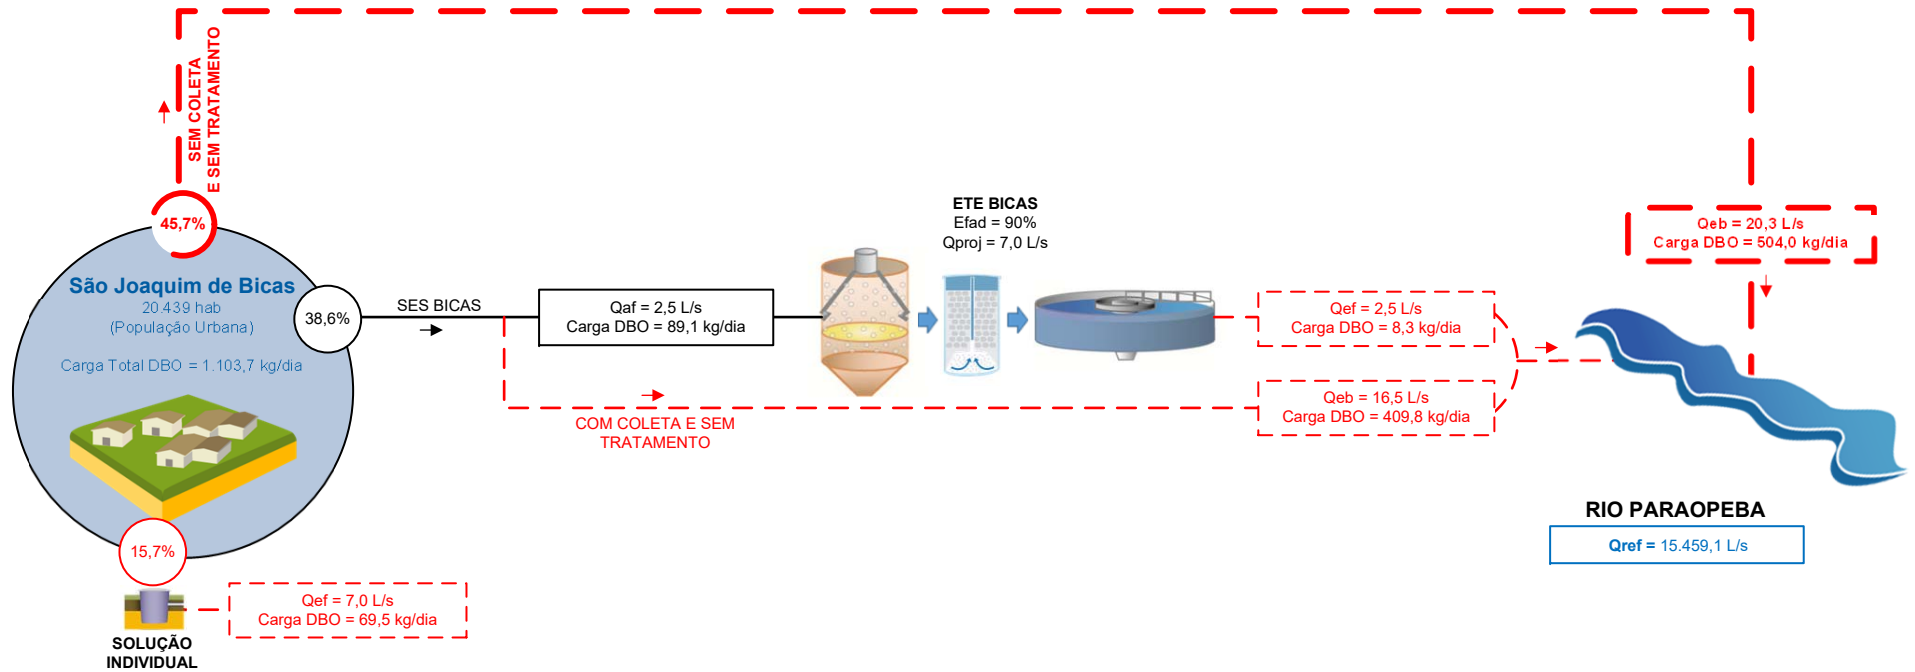 SEM COLETA
E SEM TRATAMENTO
45,7%
São Joaquim de Bicas
20.439 hab
(População Urbana)
Carga Total DBO = 1.103,7 kg/dia
38,6%
15,7%
SOLUÇÃO
INDIVIDUAL
Qef = 7,0 L/s
Carga DBO = 69,5 kg/dia
SES BICAS
Qaf = 2,5 L/s
Carga DBO = 89,1 kg/dia
COM COLETA E SEM
TRATAMENTO
ETE BICAS
Efad = 90%
Qproj = 7,0 L/s
Qef = 2,5 L/s
Carga DBO = 8,3 kg/dia
Qeb = 16,5 L/s
Carga DBO = 409,8 kg/dia
Qeb = 20,3 L/s
Carga DBO = 504,0 kg/dia
RIO PARAOPEBA
Qref = 15.459,1 L/s